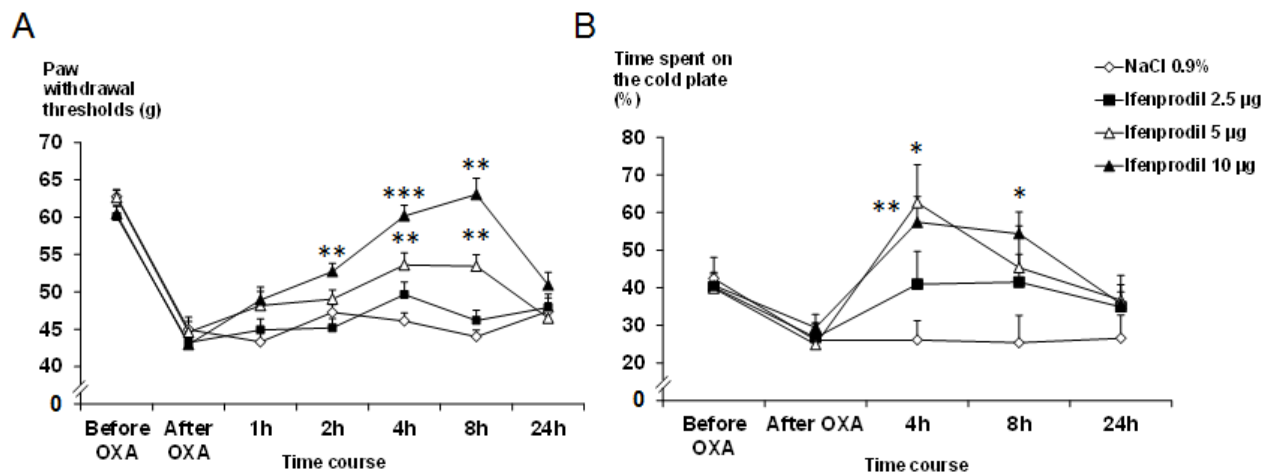 A
Paw
withdrawal
thresholds (g)
70
65
60
55
50
45
40
0
** 
*** 
** 
** 
** 
**
Before OXA
After OXA
1h
2h
4h
8h
24h
Time course
B
Time spent on
the cold plate
(%)
80
70
60
50
40
30
20
0
*
**
*
Before OXA
After OXA
4h
8h
24h
Time course
NaCl 0.9%
Ifenprodil 2.5 µg
Ifenprodil 5 µg
Ifenprodil 10 µg